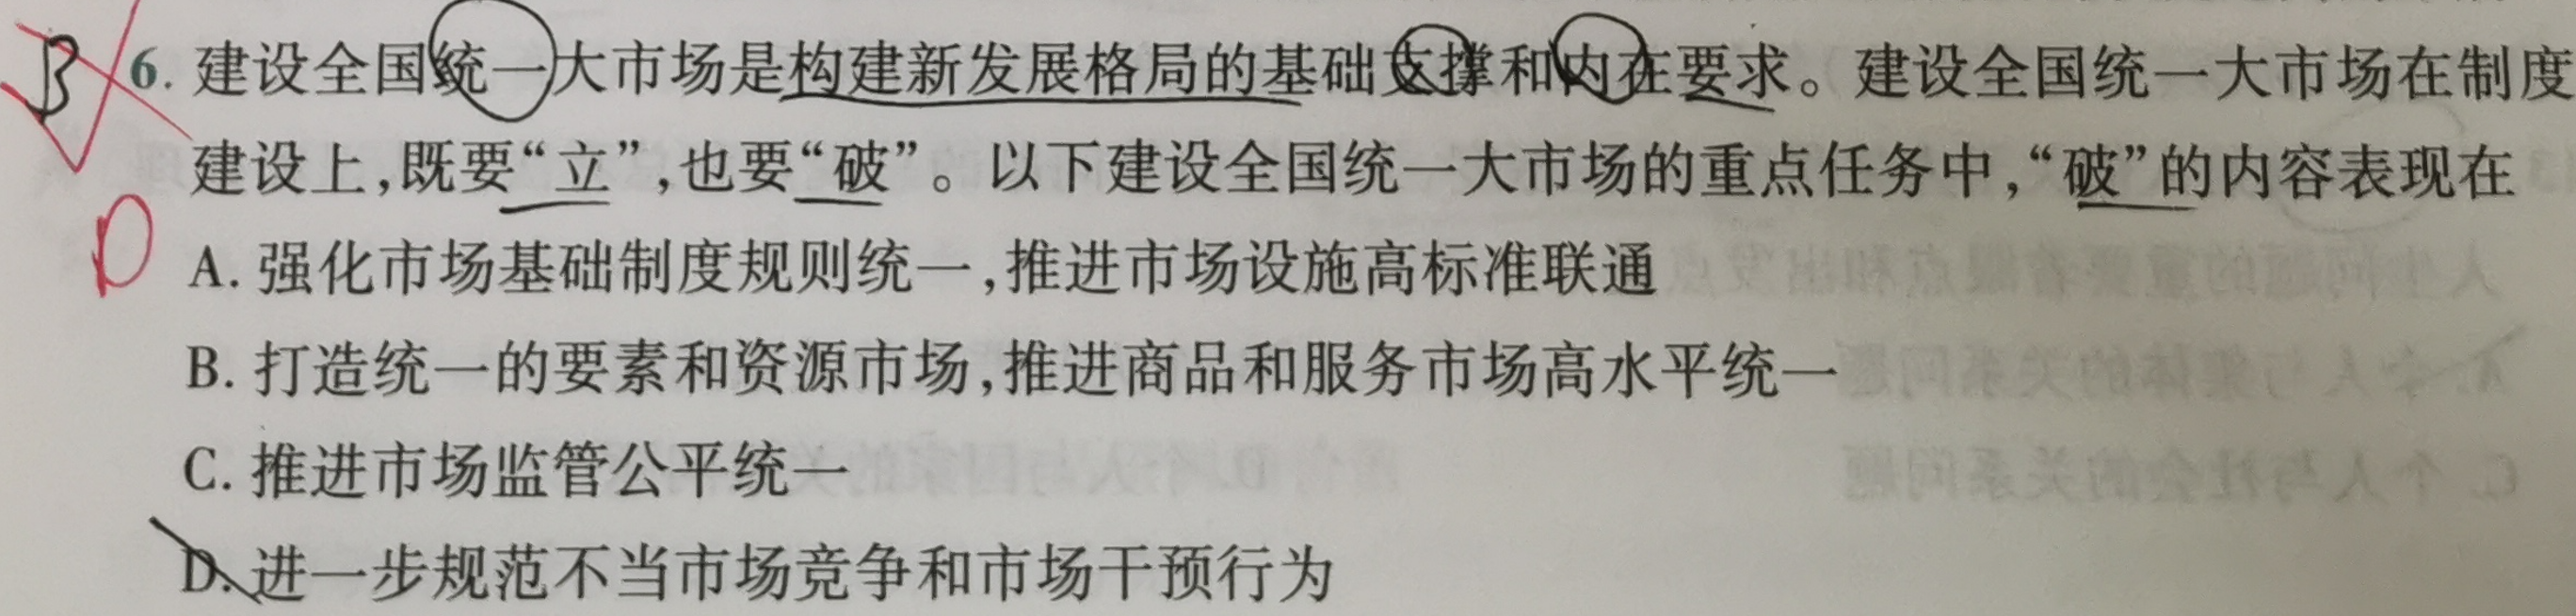 B 6. 建设全国统一大市场是构建新发展格局的基础支撑和内在要求。建设全国统一大市场在制度
建设上,既要“立”,也要“破”。以下建设全国统一大市场的重点任务中,“破”的内容表现在
D
A. 强化市场基础制度规则统一,推进市场设施高标准联通
B. 打造统一的要素和资源市场,推进商品和服务市场高水平统一
C. 推进市场监管公平统一
D. 进一步规范不当市场竞争和市场干预行为